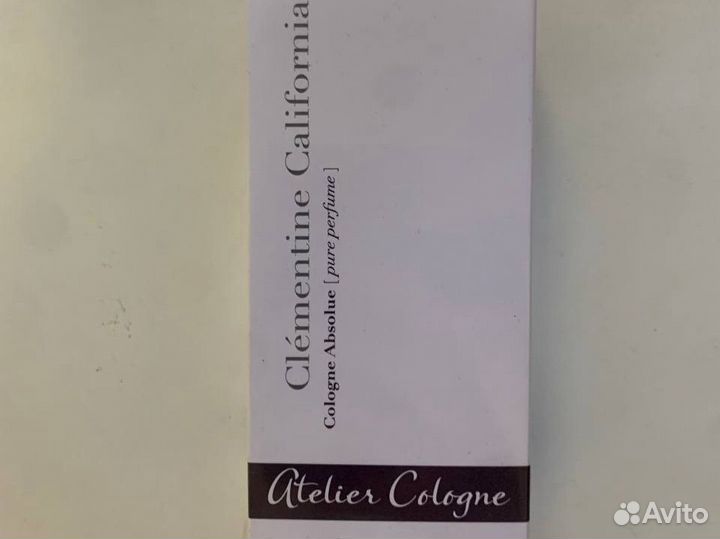 Clémentine California
Cologne Absolue [ pure perfume ]
Atelier Cologne
Avito